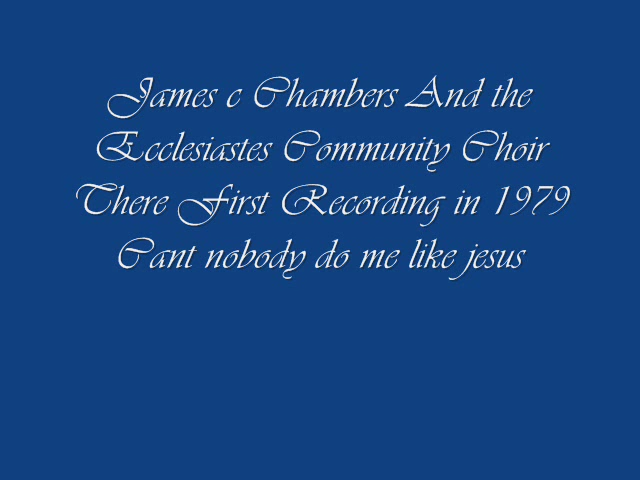 James c Chambers And the
Ecclesiastes Community Choir
There First Recording in 1979
Cant nobody do me like jesus